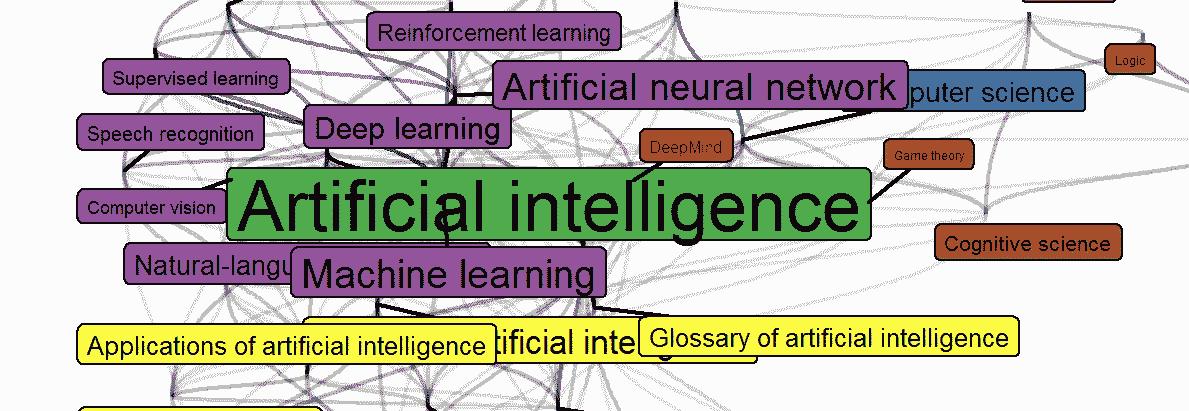 Reinforcement learning
Logic
Supervised learning
Artificial neural network
puter science
Speech recognition
Deep learning
DeepMind
Game theory
Computer vision
Artificial intelligence
Cognitive science
Natural-langu
Machine learning
Applications of artificial intelligence
tificial inte
Glossary of artificial intelligence